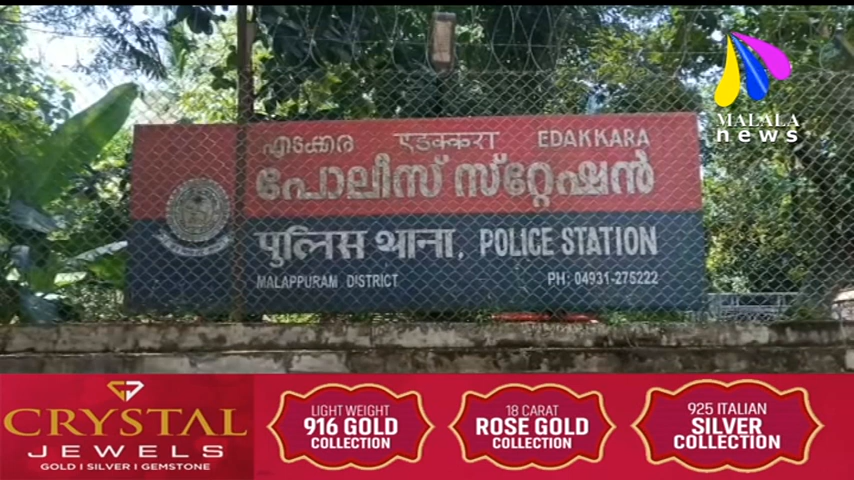 MALALA
news
എടക്കര एडक्करा EDAKKARA
പോലീസ് സ്റ്റേഷൻ
पुलिस थाना, POLICE STATION
MALAPPURAM DISTRICT PH: 04931-275222
CRYSTAL
JEWELS
GOLD I SILVER I GEMSTONE
LIGHT WEIGHT
916 GOLD
COLLECTION
18 CARAT
ROSE GOLD
COLLECTION
925 ITALIAN
SILVER
COLLECTION